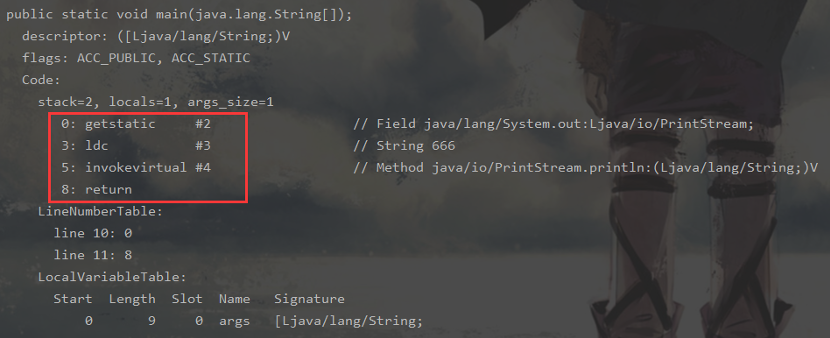 public static void main(java.lang.String[]);
  descriptor: ([Ljava/lang/String;)V
  flags: ACC_PUBLIC, ACC_STATIC
  Code:
    stack=2, locals=1, args_size=1
       0: getstatic     #2                  // Field java/lang/System.out:Ljava/io/PrintStream;
       3: ldc           #3                  // String 666
       5: invokevirtual #4                  // Method java/io/PrintStream.println:(Ljava/lang/String;)V
       8: return
    LineNumberTable:
      line 10: 0
      line 11: 8
    LocalVariableTable:
      Start  Length  Slot  Name   Signature
          0       9     0  args   [Ljava/lang/String;